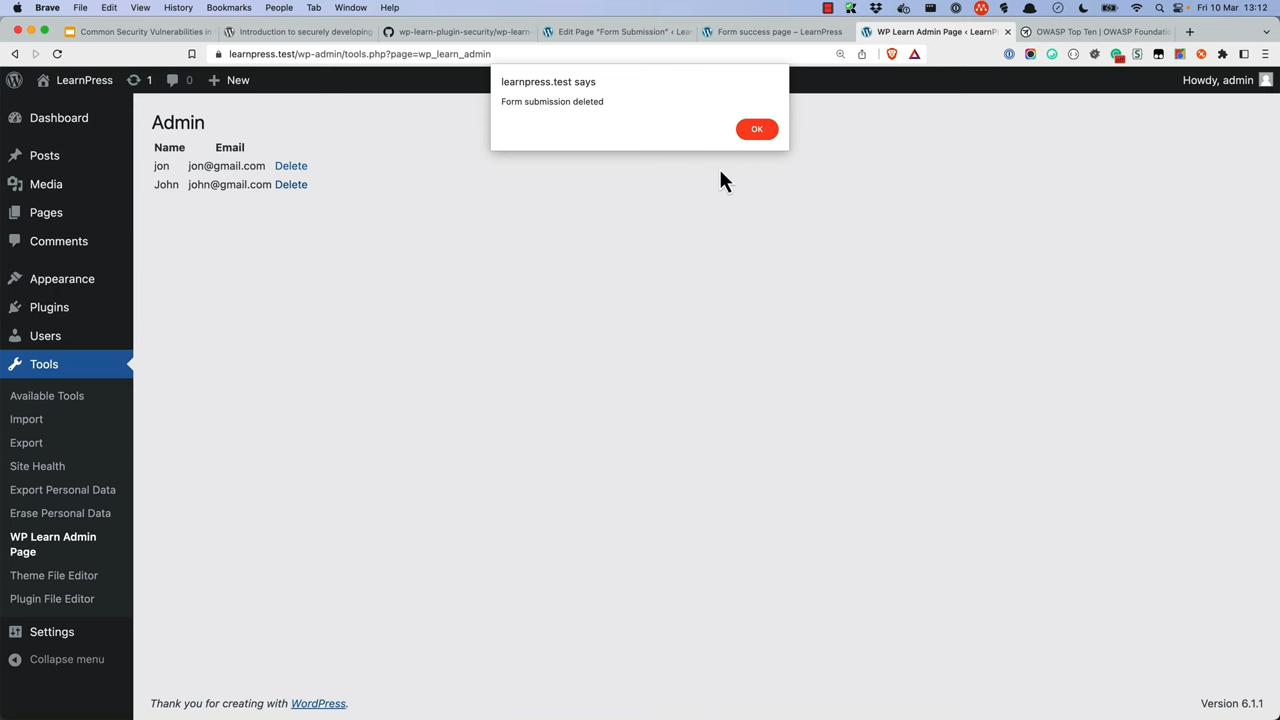 Brave File Edit View History Bookmarks People Tab Window Help Fri 10 Mar 13:12
Common Security Vulnerabilities in
Introduction to securely developing
wp-learn-plugin-security/wp-learn-
Edit Page “Form Submission” ‹ Lea
Form success page – LearnPress
WP Learn Admin Page ‹ LearnP
OWASP Top Ten | OWASP Foundatio
learnpress.test/wp-admin/tools.php?page=wp_learn_admin
LearnPress 1 0 New Howdy, admin
learnpress.test says
Form submission deleted
OK
Dashboard
Posts
Media
Pages
Comments
Appearance
Plugins
Users
Tools
Available Tools
Import
Export
Site Health
Export Personal Data
Erase Personal Data
WP Learn Admin
Page
Theme File Editor
Plugin File Editor
Settings
Collapse menu
Admin
Name Email
jon jon@gmail.com Delete
John john@gmail.com Delete
Thank you for creating with WordPress. Version 6.1.1